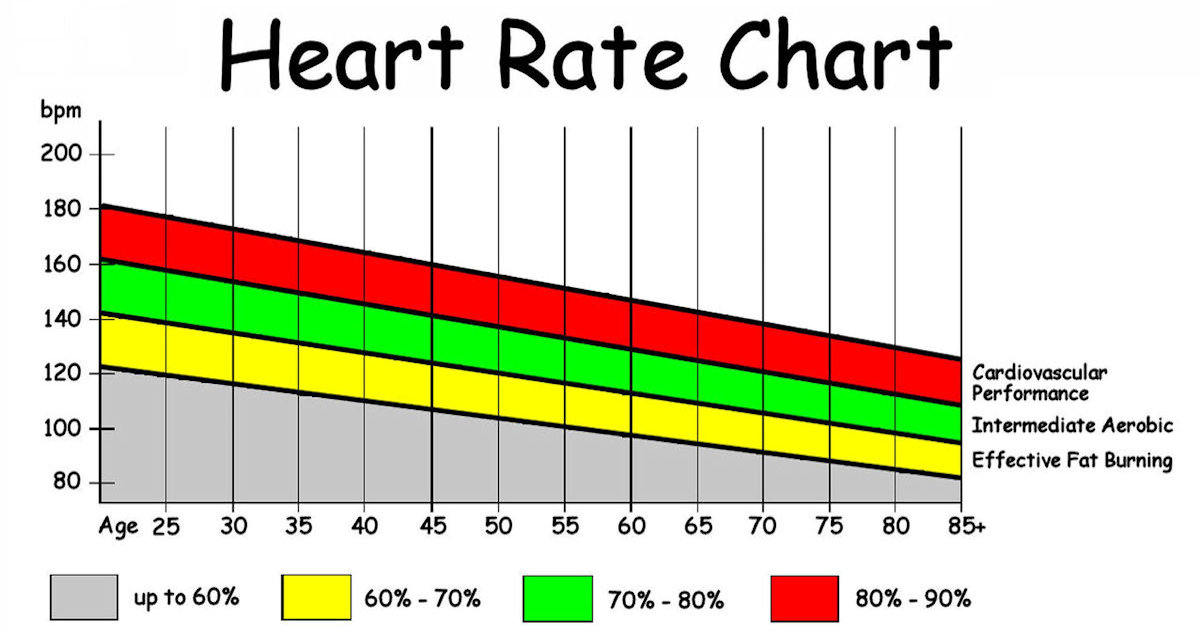 Heart Rate Chart
bpm
200
180
160
140
120
100
80
Cardiovascular
Performance
Intermediate Aerobic
Effective Fat Burning
Age 25 30 35 40 45 50 55 60 65 70 75 80 85+
up to 60% 60% - 70% 70% - 80% 80% - 90%